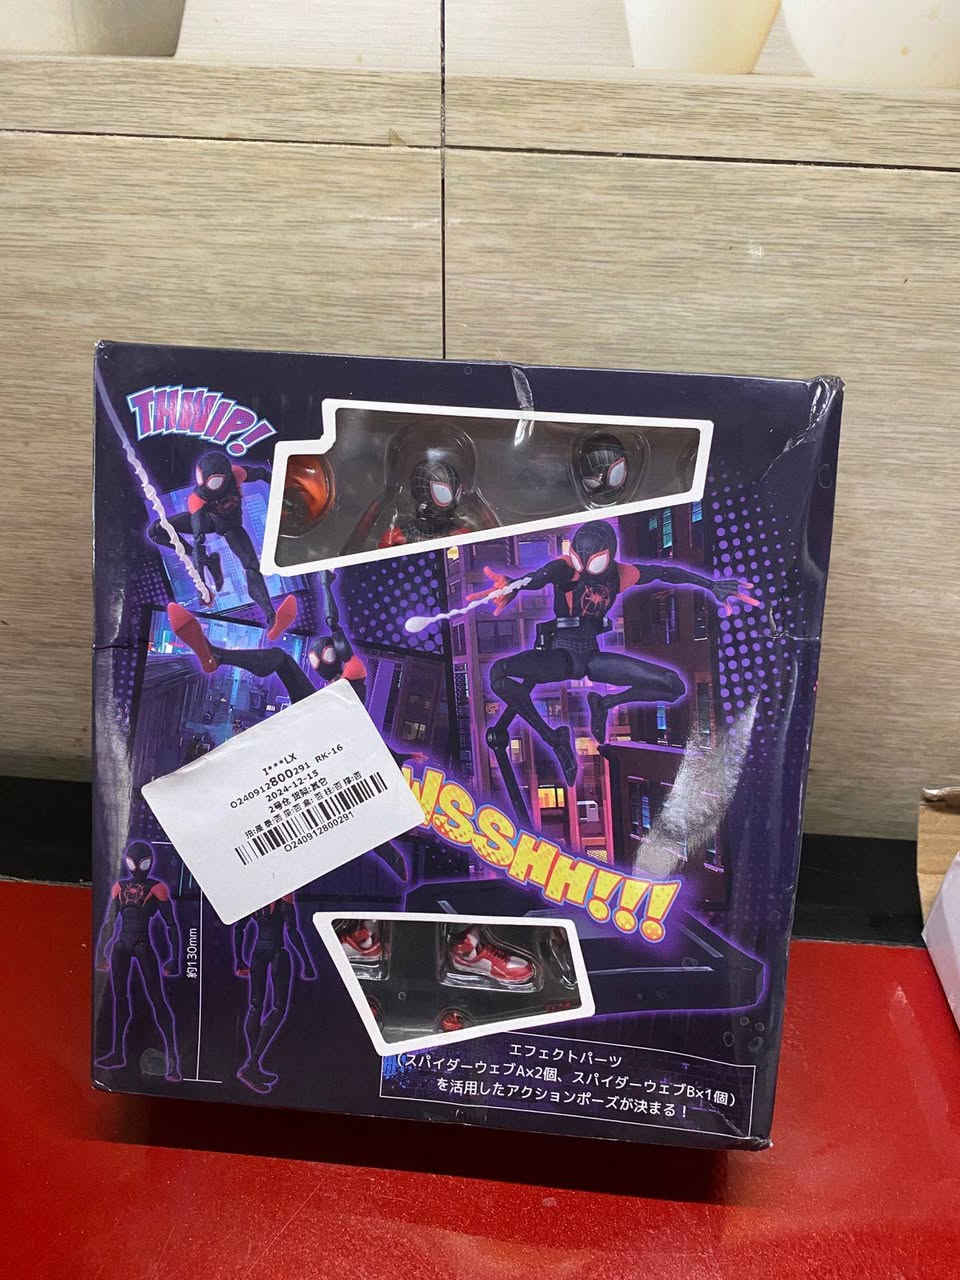 THWIP!
I***LX
O240912800291 RK-16
2024-12-15
O240912800291
WSSHH!!!
約130mm
エフェクトパーツ
(スパイダーウェブA×2個、スパイダーウェブB×1個)
を活用したアクションポーズが決まる!